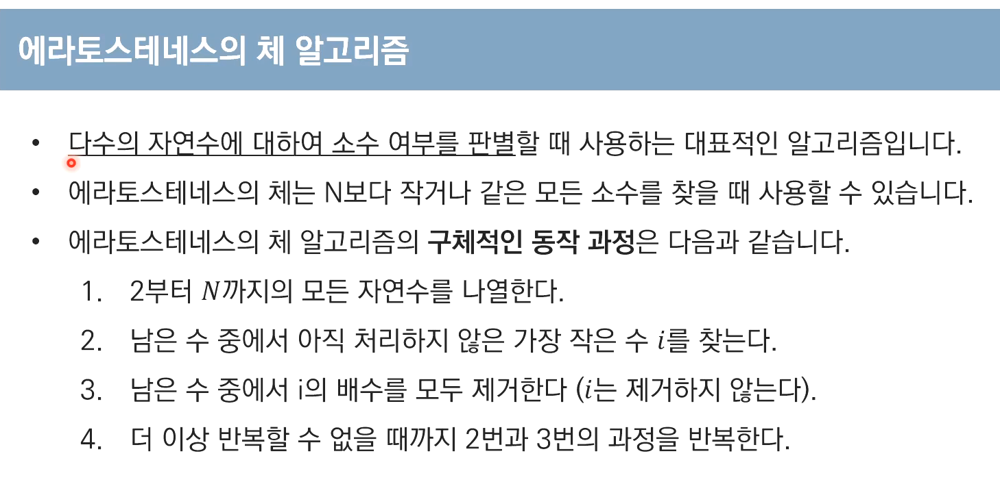 에라토스테네스의 체 알고리즘
• 다수의 자연수에 대하여 소수 여부를 판별할 때 사용하는 대표적인 알고리즘입니다.
• 에라토스테네스의 체는 N보다 작거나 같은 모든 소수를 찾을 때 사용할 수 있습니다.
• 에라토스테네스의 체 알고리즘의 구체적인 동작 과정은 다음과 같습니다.
1. 2부터 N까지의 모든 자연수를 나열한다.
2. 남은 수 중에서 아직 처리하지 않은 가장 작은 수 i를 찾는다.
3. 남은 수 중에서 i의 배수를 모두 제거한다 (i는 제거하지 않는다).
4. 더 이상 반복할 수 없을 때까지 2번과 3번의 과정을 반복한다.